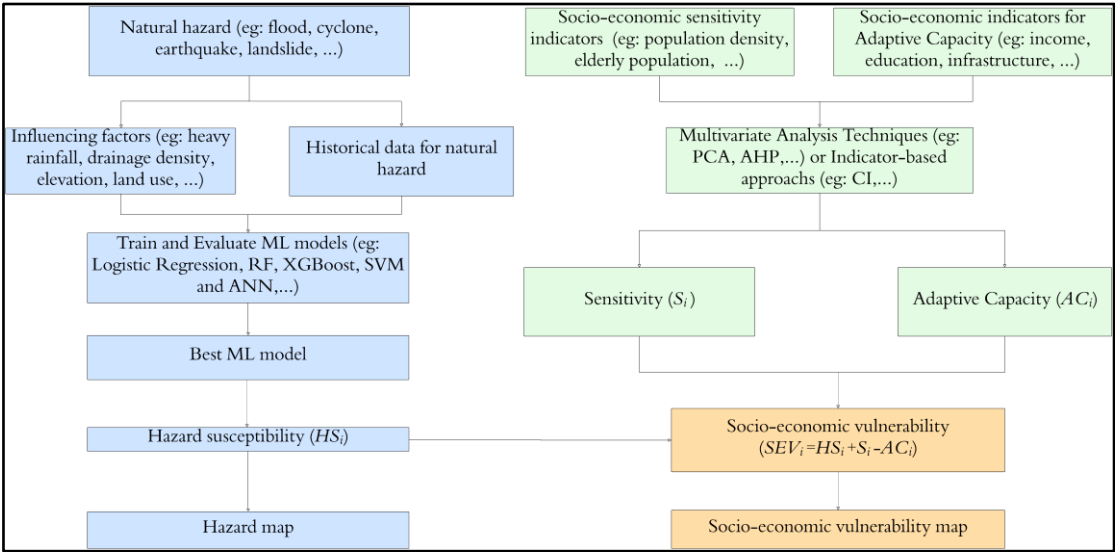 Natural hazard (eg: flood, cyclone,
earthquake, landslide, ...)
Socio-economic sensitivity
indicators (eg: population density,
elderly population, ...)
Socio-economic indicators for
Adaptive Capacity (eg: income,
education, infrastructure, ...)
Influencing factors (eg: heavy
rainfall, drainage density,
elevation, land use, ...)
Historical data for natural
hazard
Multivariate Analysis Techniques (eg:
PCA, AHP,...) or Indicator-based
approachs (eg: CI,...)
Train and Evaluate ML models (eg:
Logistic Regression, RF, XGBoost, SVM
and ANN,...)
Sensitivity (Si)
Adaptive Capacity (ACi)
Best ML model
Hazard susceptibility (HSi)
Socio-economic vulnerability
(SEVi=HSi+Si-ACi)
Hazard map
Socio-economic vulnerability map